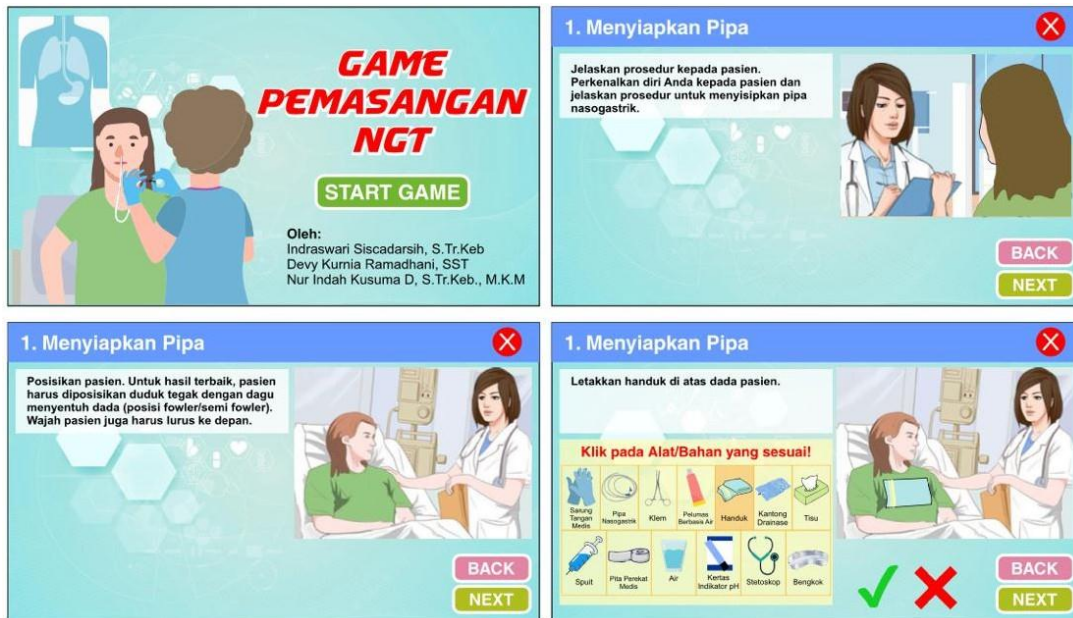 GAME
PEMASANGAN
NGT
START GAME
Oleh:
Indraswari Siscadarsih, S.Tr.Keb
Devy Kurnia Ramadhani, SST
Nur Indah Kusuma D, S.Tr.Keb., M.K.M
1. Menyiapkan Pipa
X
Jelaskan prosedur kepada pasien.
Perkenalkan diri Anda kepada pasien dan
jelaskan prosedur untuk menyisipkan pipa
nasogastrik.
BACK
NEXT
1. Menyiapkan Pipa
X
Posisikan pasien. Untuk hasil terbaik, pasien
harus diposisikan duduk tegak dengan dagu
menyentuh dada (posisi fowler/semi fowler).
Wajah pasien juga harus lurus ke depan.
BACK
NEXT
1. Menyiapkan Pipa
X
Letakkan handuk di atas dada pasien.
Klik pada Alat/Bahan yang sesuai!
Sarung
Tangan
Medis
Pipa
Nasogastrik
Klem
Pelumas
Berbasis Air
Handuk
Kantong
Drainase
Tisu
Spuit
Pita Perekat
Medis
Air
Kertas
Indikator pH
Stetoskop
Bengkok
BACK
NEXT